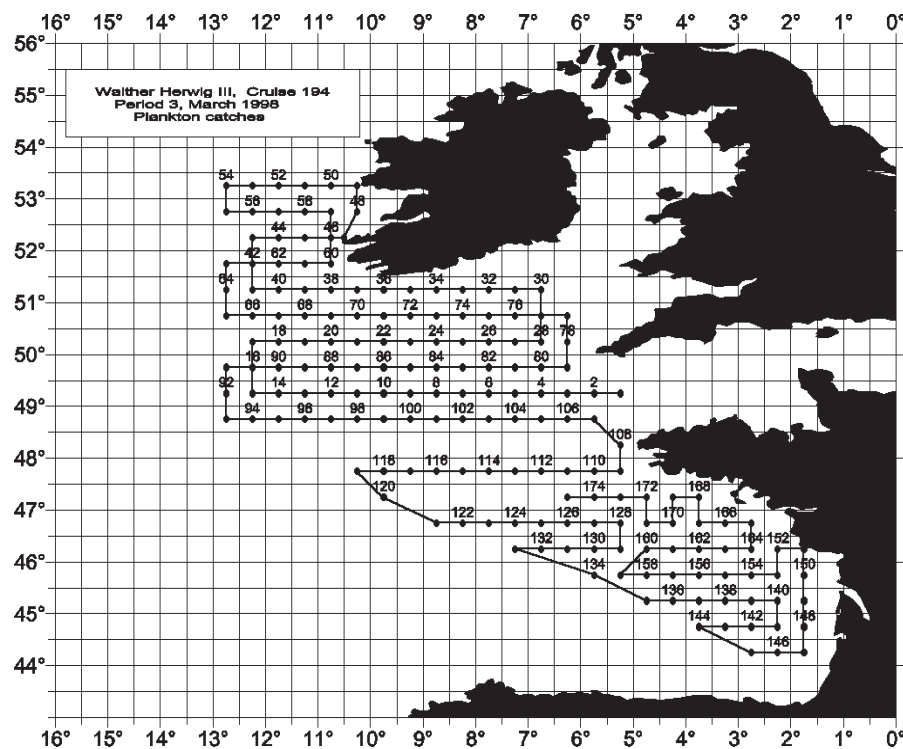 16° 15° 14° 13° 12° 11° 10° 9° 8° 7° 6° 5° 4° 3° 2° 1° 0°
56°
Walther Herwig III, Cruise 194
Period 3, March 1998
Plankton catches
55°
54°
54 52 50
53°
56 58 48
44 46
52°
42 62 60
64 40 38 36 34 32 30
51°
66 68 70 72 74 76
18 20 22 24 26 28 78
50°
16 90 88 86 84 82 80
92 14 12 10 8 6 4 2
49°
94 96 98 100 102 104 106
108
48°
118 116 114 112 110
120 174 172 168
47°
122 124 126 128 170 166
132 130 160 162 164 152
46°
134 158 156 154 150
136 138 140
45°
144 142 148
146
44°
16° 15° 14° 13° 12° 11° 10° 9° 8° 7° 6° 5° 4° 3° 2° 1° 0°